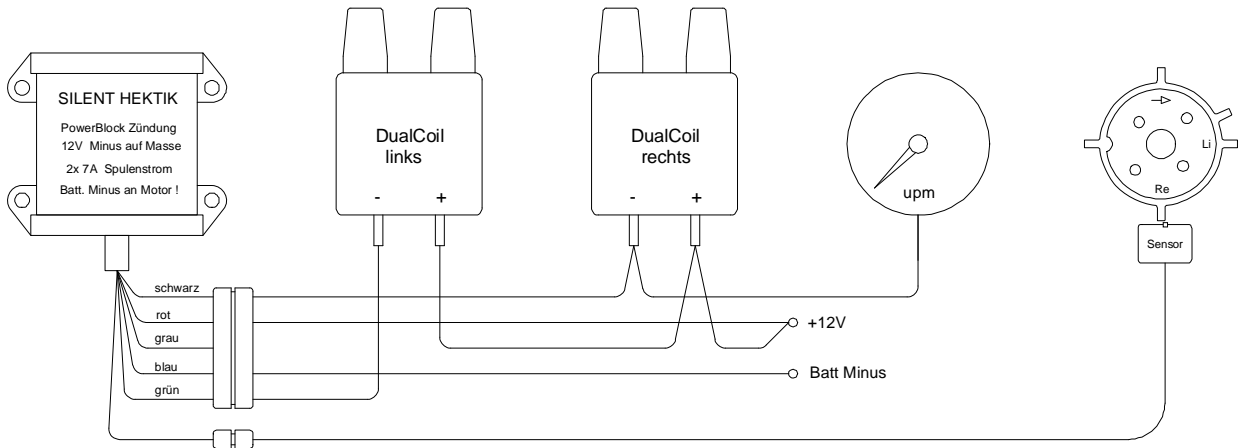 SILENT HEKTIK
PowerBlock Zündung
12V Minus auf Masse
2x 7A Spulenstrom
Batt. Minus an Motor !
DualCoil
links
- +
DualCoil
rechts
- +
upm
Li
Re
Sensor
schwarz
rot
grau
blau
grün
+12V
Batt Minus